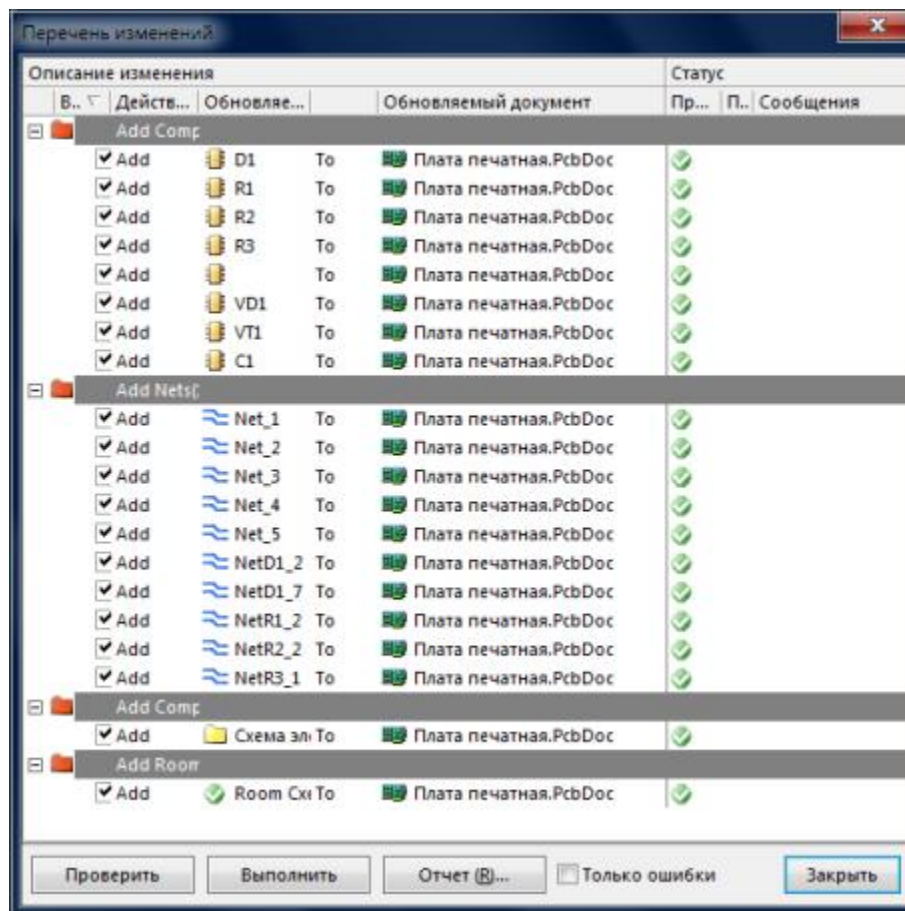 Перечень изменений
Описание изменения Статус
В.. Действ... Обновляе... Обновляемый документ Пр... П.. Сообщения
Add Comp
Add D1 To Плата печатная.PcbDoc
Add R1 To Плата печатная.PcbDoc
Add R2 To Плата печатная.PcbDoc
Add R3 To Плата печатная.PcbDoc
Add To Плата печатная.PcbDoc
Add VD1 To Плата печатная.PcbDoc
Add VT1 To Плата печатная.PcbDoc
Add C1 To Плата печатная.PcbDoc
Add Nets(
Add Net_1 To Плата печатная.PcbDoc
Add Net_2 To Плата печатная.PcbDoc
Add Net_3 To Плата печатная.PcbDoc
Add Net_4 To Плата печатная.PcbDoc
Add Net_5 To Плата печатная.PcbDoc
Add NetD1_2 To Плата печатная.PcbDoc
Add NetD1_7 To Плата печатная.PcbDoc
Add NetR1_2 To Плата печатная.PcbDoc
Add NetR2_2 To Плата печатная.PcbDoc
Add NetR3_1 To Плата печатная.PcbDoc
Add Comp
Add Схема эл To Плата печатная.PcbDoc
Add Room
Add Room Сх To Плата печатная.PcbDoc
Проверить Выполнить Отчет (R)... Только ошибки Закрыть